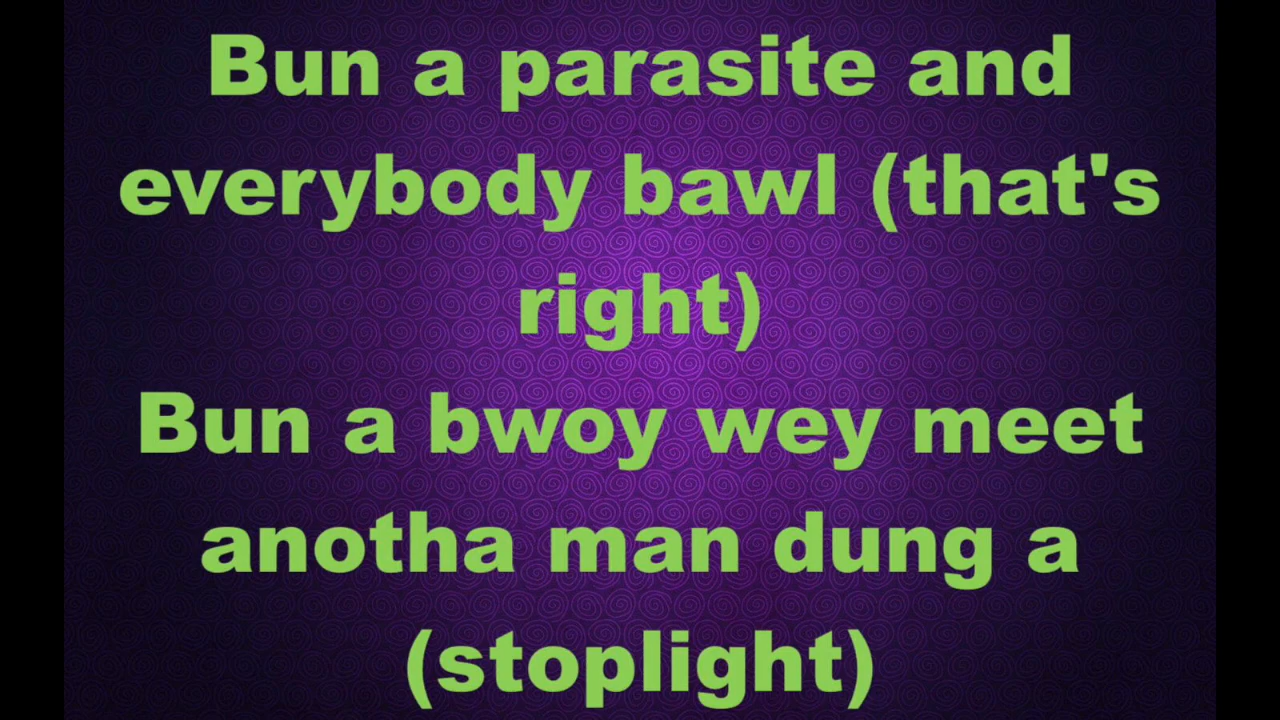 Bun a parasite and
everybody bawl (that's
right)
Bun a bwoy wey meet
anotha man dung a
(stoplight)